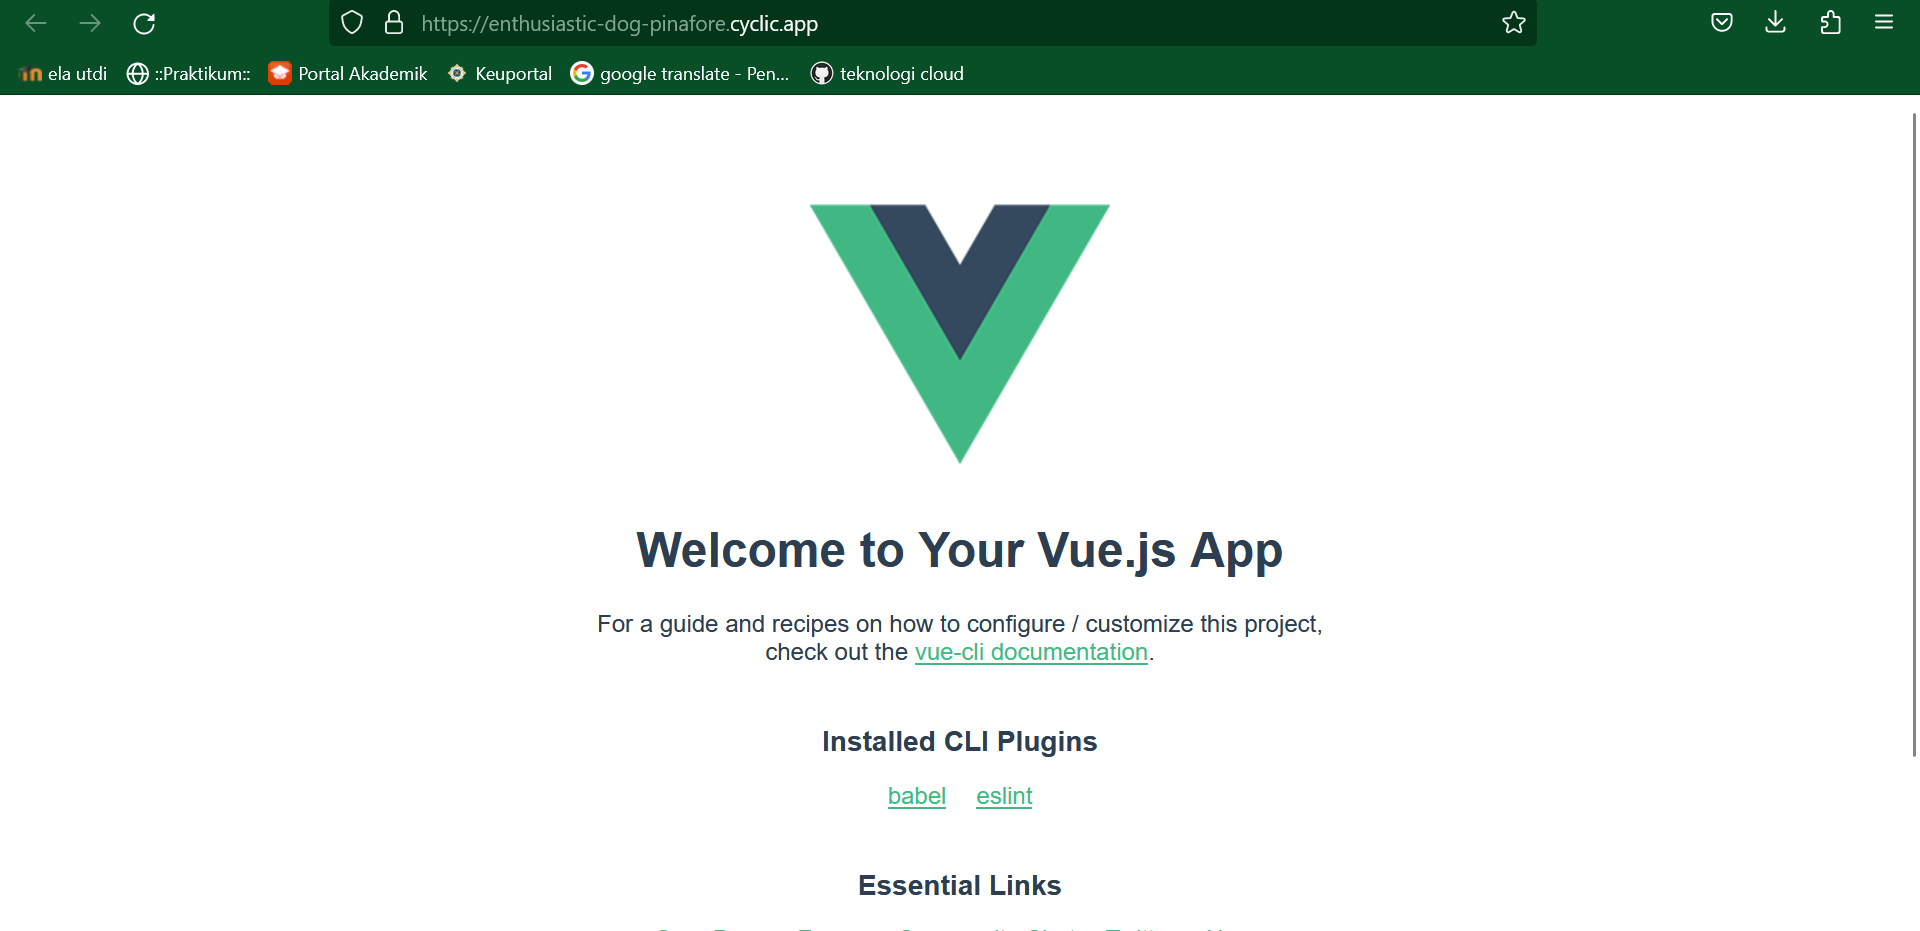 https://enthusiastic-dog-pinafore.cyclic.app
ela utdi ::Praktikum:: Portal Akademik Keuportal google translate - Pen... teknologi cloud
Welcome to Your Vue.js App
For a guide and recipes on how to configure / customize this project,
check out the vue-cli documentation.
Installed CLI Plugins
babel eslint
Essential Links